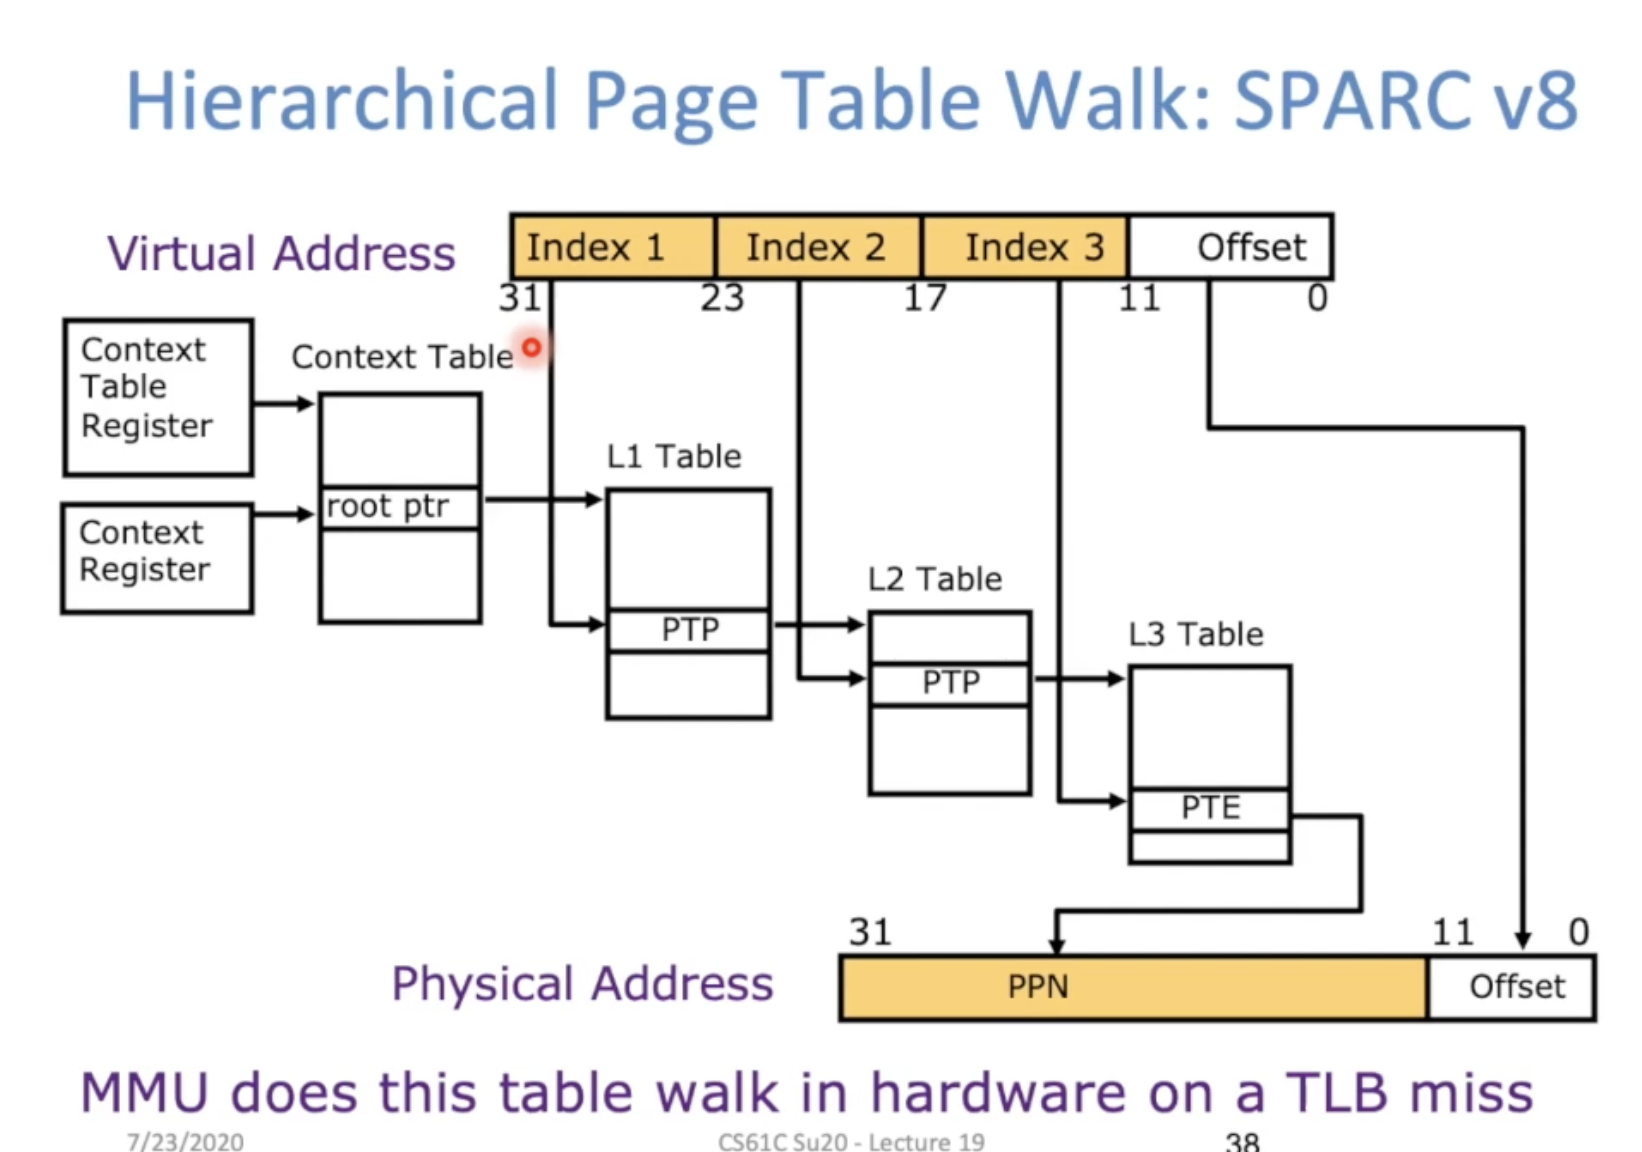 Hierarchical Page Table Walk: SPARC v8
Virtual Address
Index 1 Index 2 Index 3 Offset
31 23 17 11 0
Context
Table
Register
Context Table
root ptr
Context
Register
L1 Table
PTP
L2 Table
PTP
L3 Table
PTE
31 11 0
Physical Address
PPN Offset
MMU does this table walk in hardware on a TLB miss
7/23/2020 CS61C Su20 - Lecture 19 38